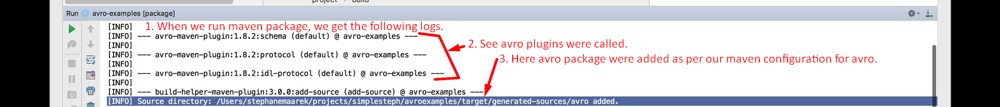 project › build
Run avro-examples [package]
[INFO] 1. When we run maven package, we get the following logs.
[INFO] --- avro-maven-plugin:1.8.2:schema (default) @ avro-examples ---
[INFO] 2. See avro plugins were called.
[INFO] --- avro-maven-plugin:1.8.2:protocol (default) @ avro-examples ---
3. Here avro package were added as per our maven configuration for avro.
[INFO]
[INFO] --- avro-maven-plugin:1.8.2:idl-protocol (default) @ avro-examples ---
[INFO]
[INFO] --- build-helper-maven-plugin:3.0.0:add-source (add-source) @ avro-examples ---
[INFO] Source directory: /Users/stephanemaarek/projects/simplesteph/avroexamples/target/generated-sources/avro added.